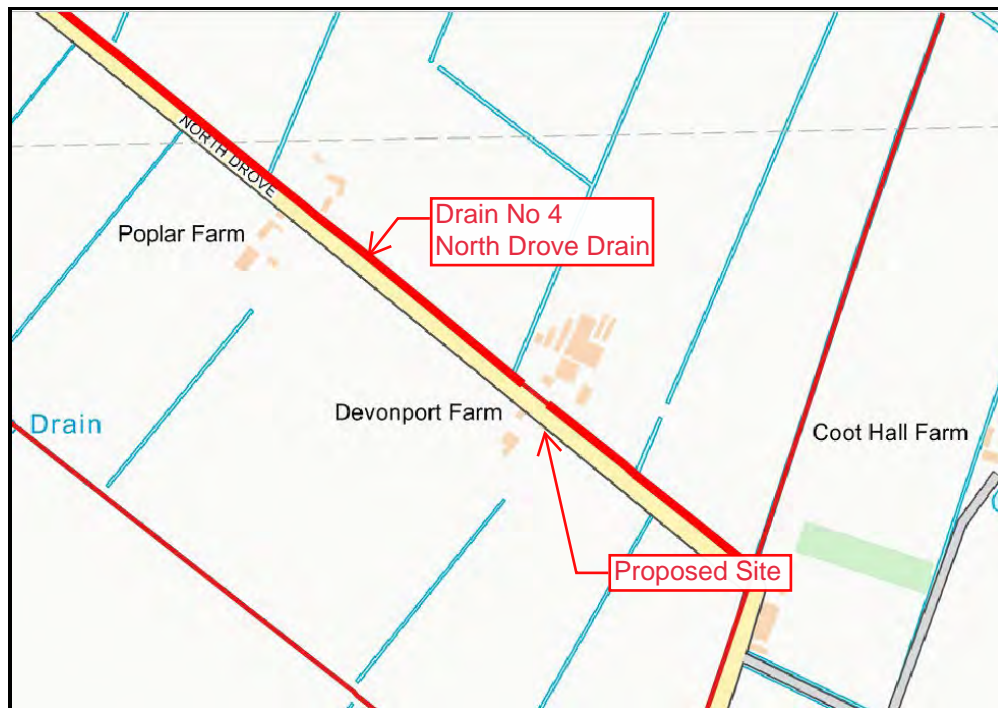 NORTH DROVE
Drain No 4
North Drove Drain
Poplar Farm
Devonport Farm
Drain
Coot Hall Farm
Proposed Site